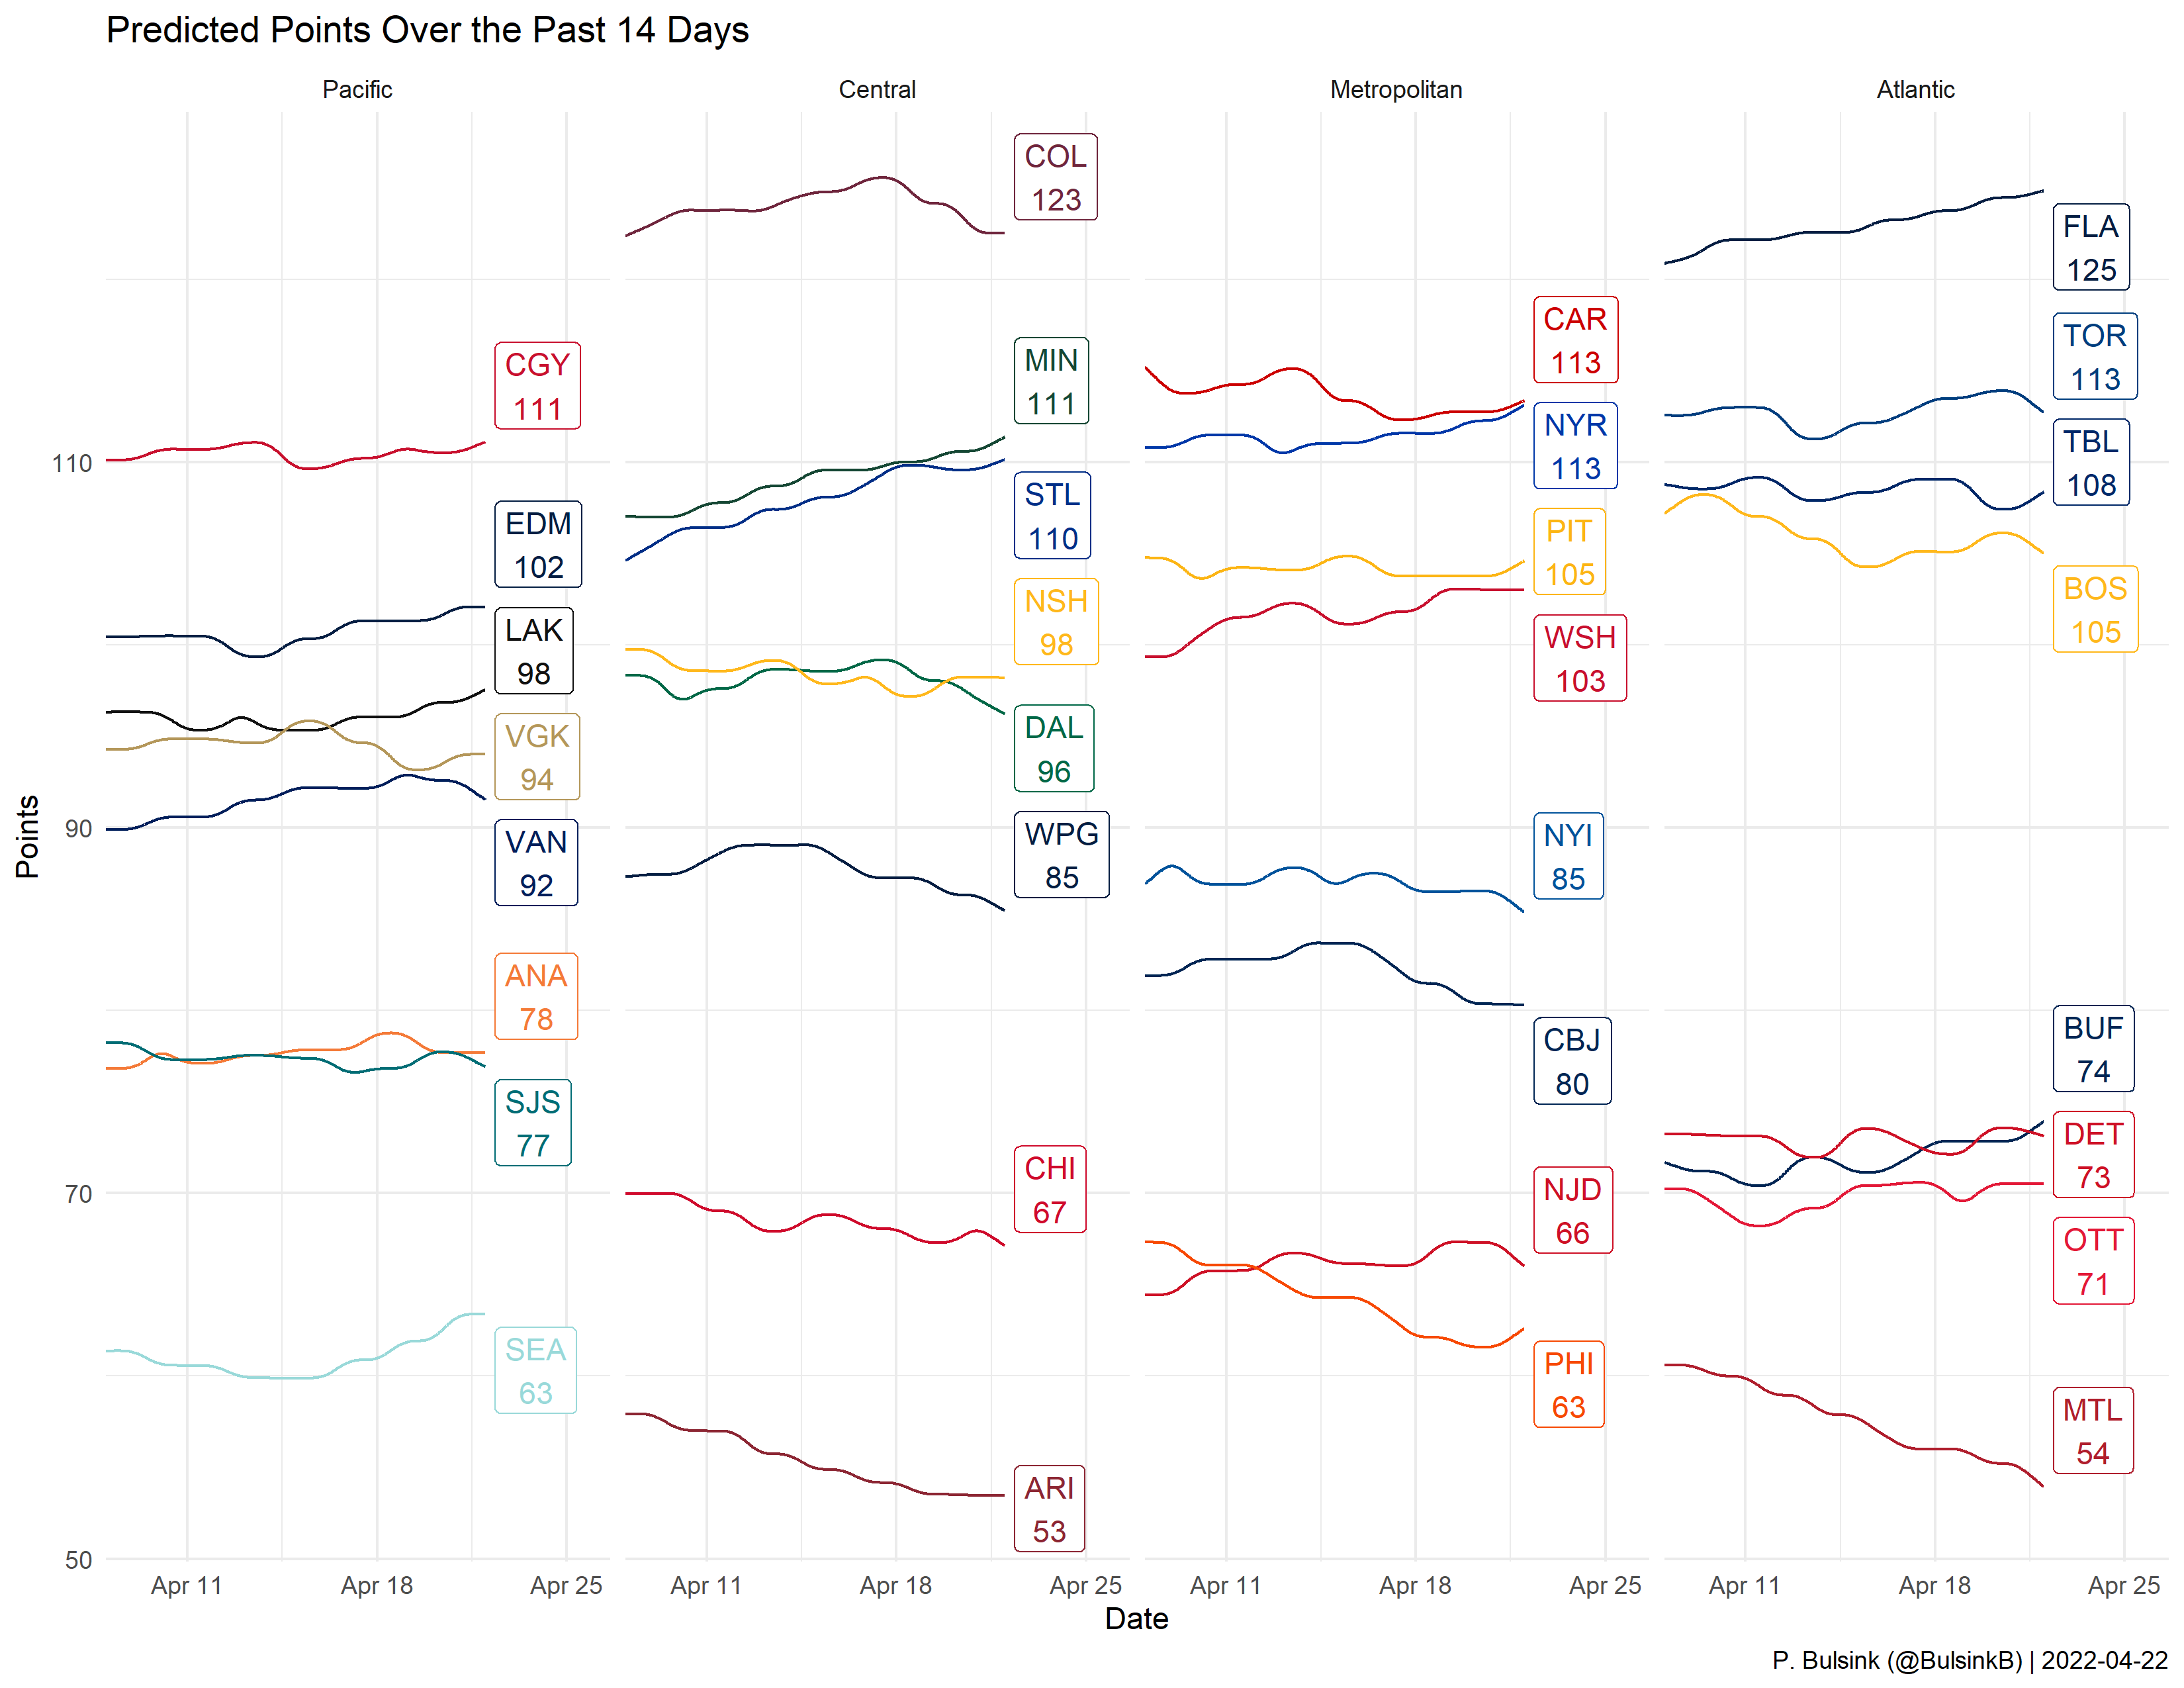 Predicted Points Over the Past 14 Days
Pacific
Central
Metropolitan
Atlantic
Points
110
90
70
50
CGY
111
EDM
102
LAK
98
VGK
94
VAN
92
ANA
78
SJS
77
SEA
63
COL
123
MIN
111
STL
110
NSH
98
DAL
96
WPG
85
CHI
67
ARI
53
CAR
113
NYR
113
PIT
105
WSH
103
NYI
85
CBJ
80
NJD
66
PHI
63
FLA
125
TOR
113
TBL
108
BOS
105
BUF
74
DET
73
OTT
71
MTL
54
Apr 11
Apr 18
Apr 25
Apr 11
Apr 18
Apr 25
Apr 11
Apr 18
Apr 25
Apr 11
Apr 18
Apr 25
Date
P. Bulsink (@BulsinkB) | 2022-04-22